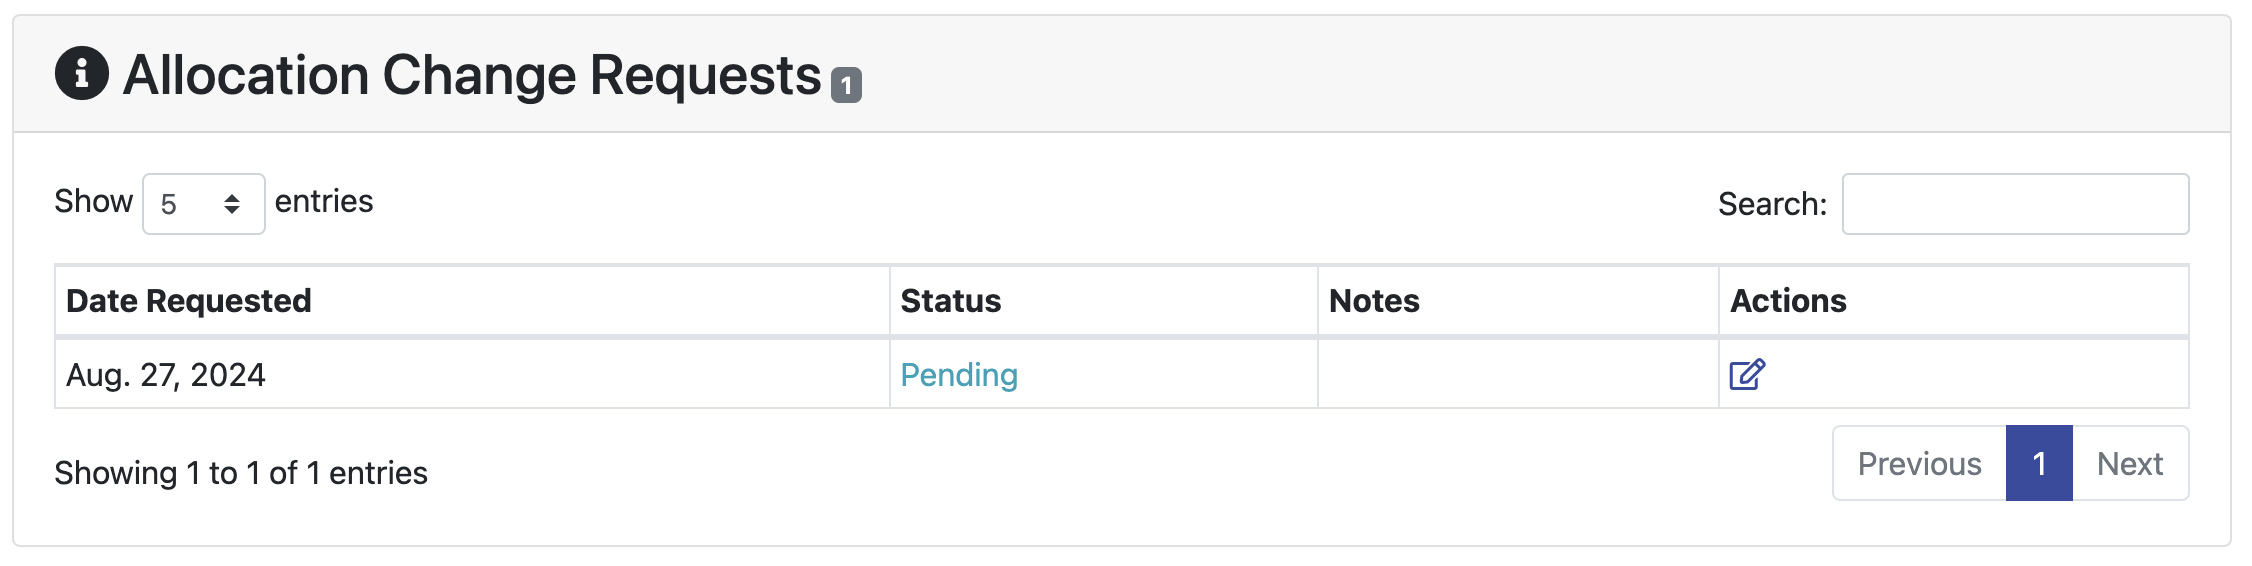 Allocation Change Requests 1
Show 5 entries Search:
Date Requested Status Notes Actions
Aug. 27, 2024 Pending
Showing 1 to 1 of 1 entries Previous 1 Next